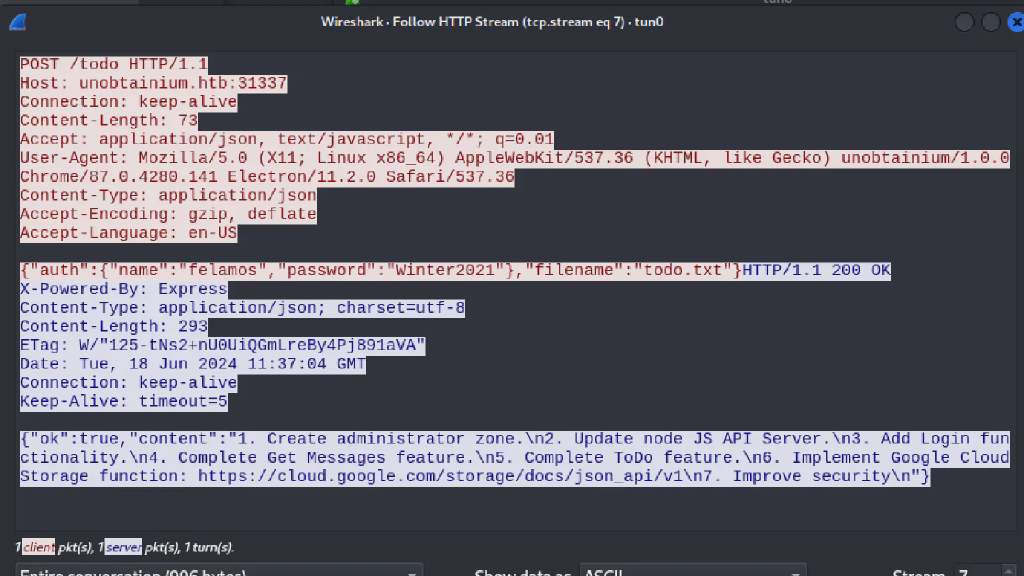 Wireshark · Follow HTTP Stream (tcp.stream eq 7) · tun0
POST /todo HTTP/1.1
Host: unobtainium.htb:31337
Connection: keep-alive
Content-Length: 73
Accept: application/json, text/javascript, */*; q=0.01
User-Agent: Mozilla/5.0 (X11; Linux x86_64) AppleWebKit/537.36 (KHTML, like Gecko) unobtainium/1.0.0
Chrome/87.0.4280.141 Electron/11.2.0 Safari/537.36
Content-Type: application/json
Accept-Encoding: gzip, deflate
Accept-Language: en-US
{"auth":{"name":"felamos","password":"Winter2021"},"filename":"todo.txt"}HTTP/1.1 200 OK
X-Powered-By: Express
Content-Type: application/json; charset=utf-8
Content-Length: 293
ETag: W/"125-tNs2+nU0UiQGmLreBy4Pj891aVA"
Date: Tue, 18 Jun 2024 11:37:04 GMT
Connection: keep-alive
Keep-Alive: timeout=5
{"ok":true,"content":"1. Create administrator zone.\n2. Update node JS API Server.\n3. Add Login fun
ctionality.\n4. Complete Get Messages feature.\n5. Complete ToDo feature.\n6. Implement Google Cloud
Storage function: https://cloud.google.com/storage/docs/json_api/v1\n7. Improve security\n"}
1 client pkt(s), 1 server pkt(s), 1 turn(s).
Entire conversation (906 bytes) Show data as ASCII Stream 7